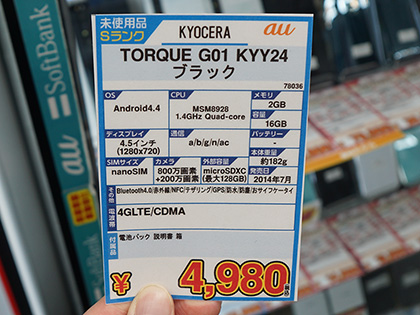 SoftBank
au
未使用品
Sランク
KYOCERA
au
TORQUE G01 KYY24
ブラック
78036
OS
CPU
メモリ
Android4.4
MSM8928
1.4GHz Quad-core
2GB
容量
16GB
ディスプレイ
通信
バッテリー
4.5インチ
(1280x720)
a/b/g/n/ac
-
本体重量
約182g
SIMサイズ
カメラ
外部容量
発売日
nanoSIM
800万画素
+200万画素
microSDXC
(最大128GB)
2014年7月
Bluetooth4.0/赤外線/NFC/テザリング/GPS/防水/防塵/おサイフケータイ
4GLTE/CDMA
付属品
電池パック 説明書 箱
¥4,980